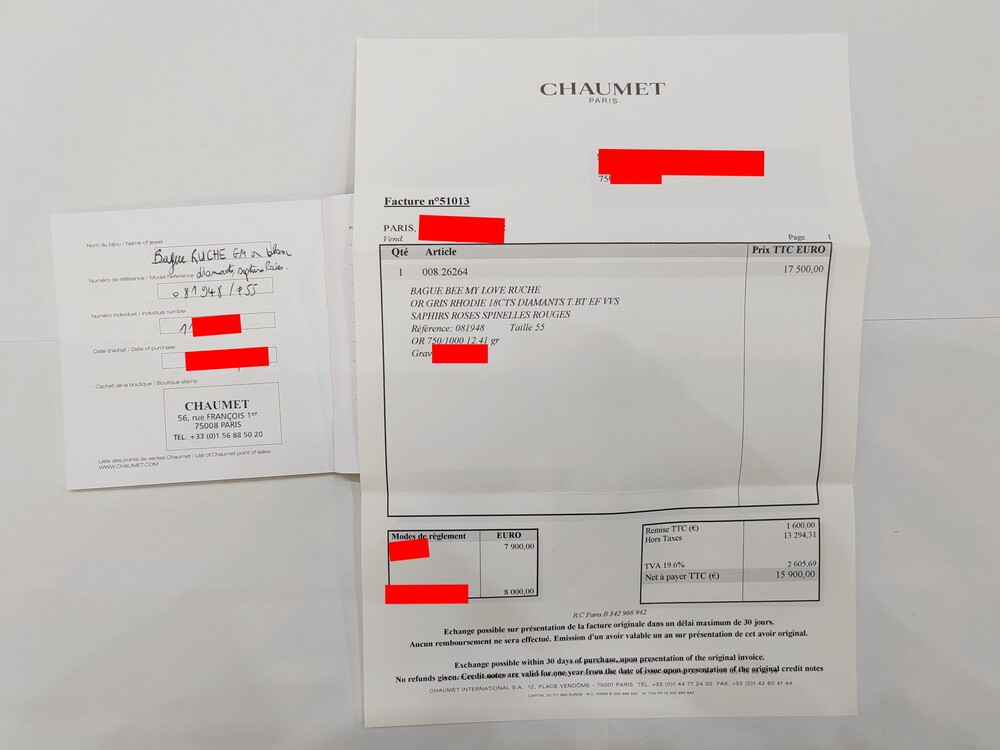 Nom du bijou / Name of jewel
Bague RUCHE GM or blanc
diamants, saphirs roses.
Numéro de référence / Model Reference
081948 / T55
Numéro individuel / Individual number
11
Date d'achat / Date of purchase
Cachet de la boutique / Boutique stamp
CHAUMET
56, rue FRANÇOIS 1er
75008 PARIS
TEL. +33 (0)1 56 88 50 20
Liste des points de ventes Chaumet / List of Chaumet point of sales
WWW.CHAUMET.COM
CHAUMET
PARIS
75
Facture n°51013
PARIS,
Vend.
Page 1
Qté Article Prix TTC EURO
1 008.26264 17 500,00
BAGUE BEE MY LOVE RUCHE
OR GRIS RHODIE 18CTS DIAMANTS T.BT EF VVS
SAPHIRS ROSES SPINELLES ROUGES
Référence: 081948 Taille 55
OR 750/1000 12.41 gr
Grav
Modes de règlement EURO
7 900,00
8 000,00
Remise TTC (€) 1 600,00
Hors Taxes 13 294,31
TVA 19.6% 2 605,69
Net à payer TTC (€) 15 900,00
R.C Paris B 342 966 942
Echange possible sur présentation de la facture originale dans un délai maximum de 30 jours.
Aucun remboursement ne sera effectué. Emission d'un avoir valable un an sur présentation de cet avoir original.
Exchange possible within 30 days of purchase upon presentation of the original invoice.
No refunds given. Credit notes are valid for one year from the date of issue upon presentation of the original credit notes
CHAUMET INTERNATIONAL S.A. 12, PLACE VENDÔME - 75001 PARIS TÉL. +33 (0)1 44 77 24 00 FAX. +33 (0)1 42 60 41 44